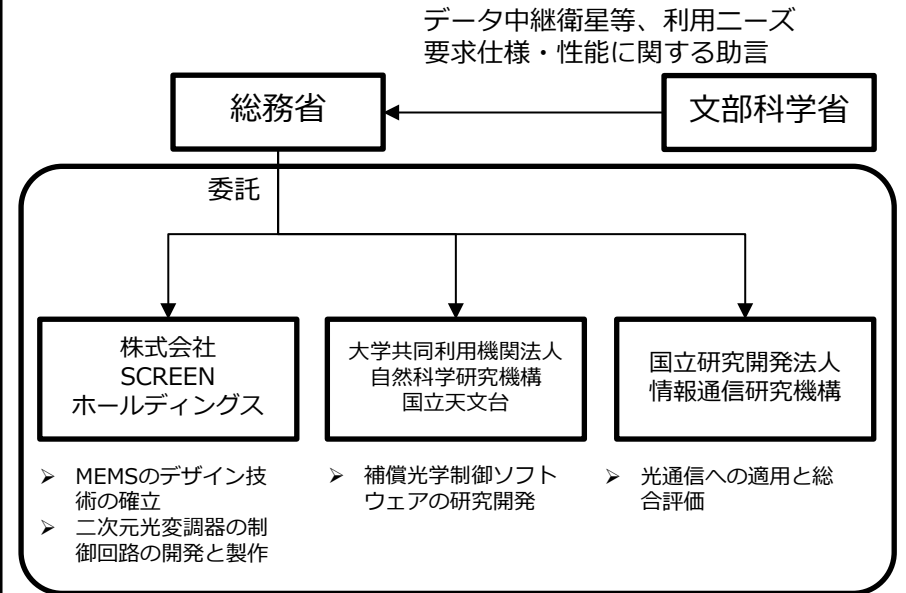 データ中継衛星等、利用ニーズ
要求仕様・性能に関する助言
総務省
文部科学省
委託
株式会社
SCREEN
ホールディングス
大学共同利用機関法人
自然科学研究機構
国立天文台
国立研究開発法人
情報通信研究機構
➢ MEMSのデザイン技
術の確立
➢ 二次元光変調器の制
御回路の開発と製作
➢ 補償光学制御ソフト
ウェアの研究開発
➢ 光通信への適用と総
合評価